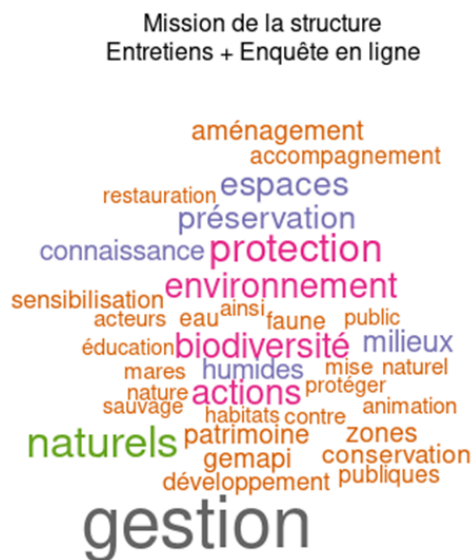 Mission de la structure
Entretiens + Enquête en ligne
aménagement
accompagnement
restauration espaces
préservation
connaissance protection
environnement
sensibilisation ainsi
acteurs eau faune public
éducation biodiversité milieux
mares humides mise naturel
nature actions protéger
sauvage habitats contre animation
naturels patrimoine zones
gemapi conservation
développement publiques
gestion